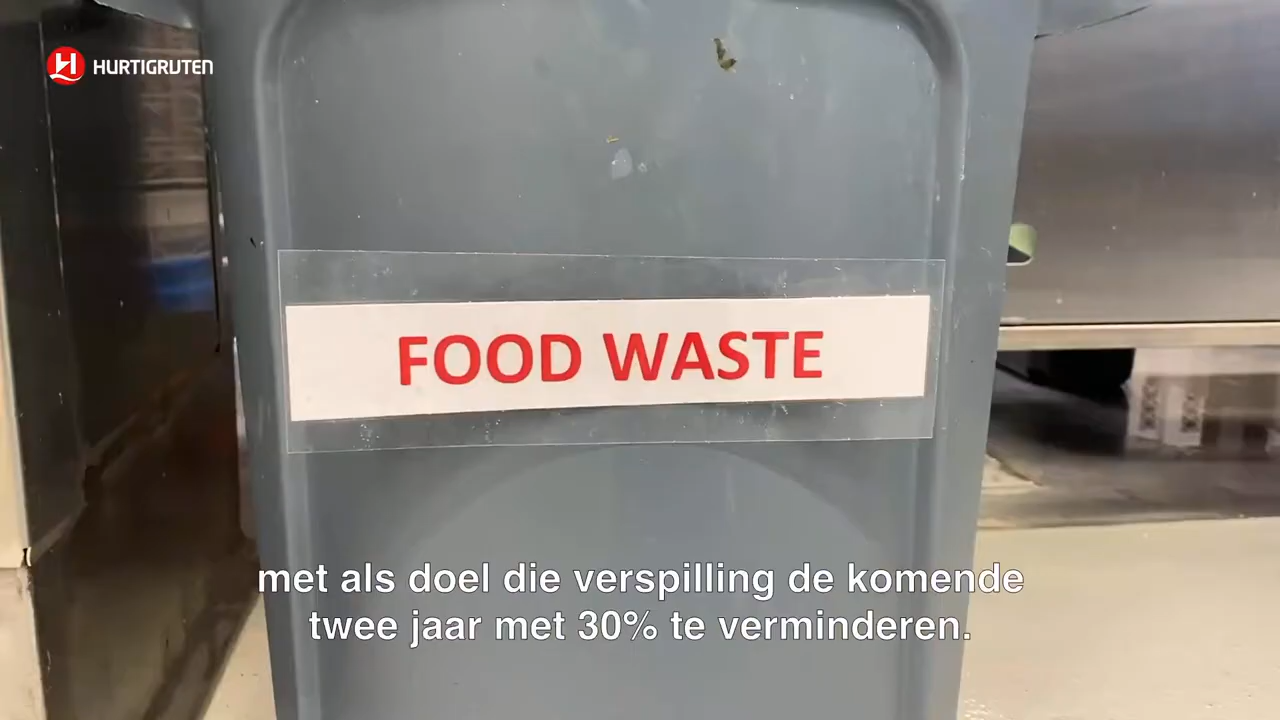 HURTIGRUTEN
FOOD WASTE
met als doel die verspilling de komende
twee jaar met 30% te verminderen.